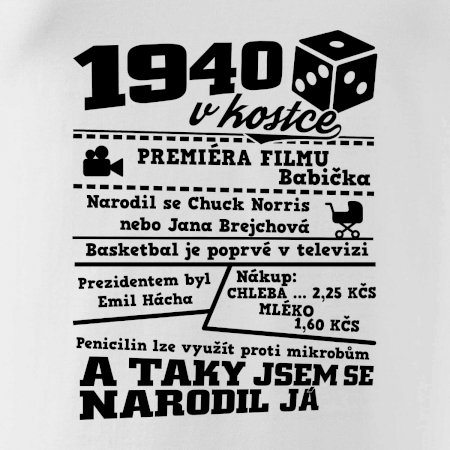 1940
v kostce
PREMIÉRA FILMU
Babička
Narodil se Chuck Norris
nebo Jana Brejchová
Basketbal je poprvé v televizi
Prezidentem byl
Emil Hácha
Nákup:
CHLEBA ... 2,25 KČS
MLÉKO
1,60 KČS
Penicilin lze využít proti mikrobům
A TAKY JSEM SE
NARODIL JÁ